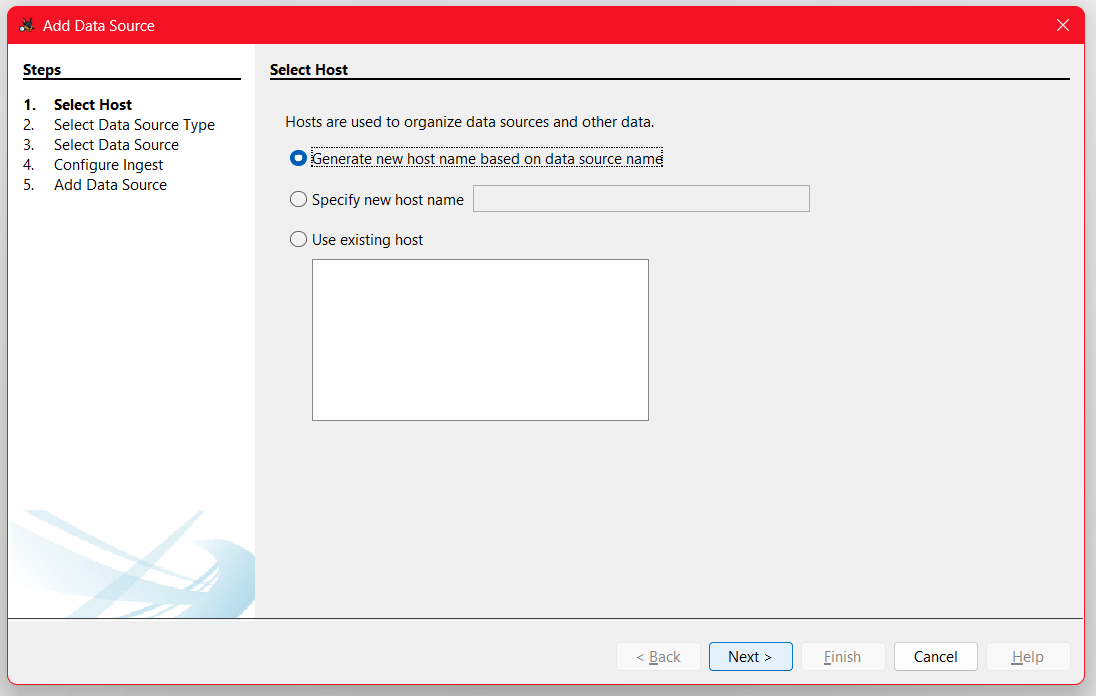 Add Data Source
Steps
1. Select Host
2. Select Data Source Type
3. Select Data Source
4. Configure Ingest
5. Add Data Source
Select Host
Hosts are used to organize data sources and other data.
Generate new host name based on data source name
Specify new host name
Use existing host
< Back
Next >
Finish
Cancel
Help